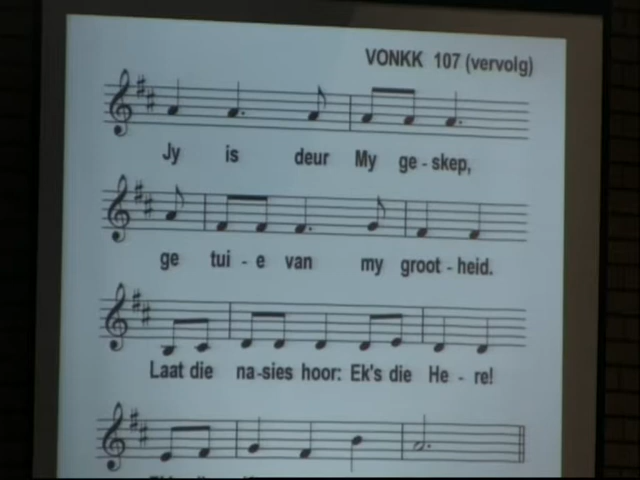 VONKK 107 (vervolg)
Jy is deur My ge - skep,
ge tui - e van my groot - heid.
Laat die na-sies hoor: Ek's die He - re!